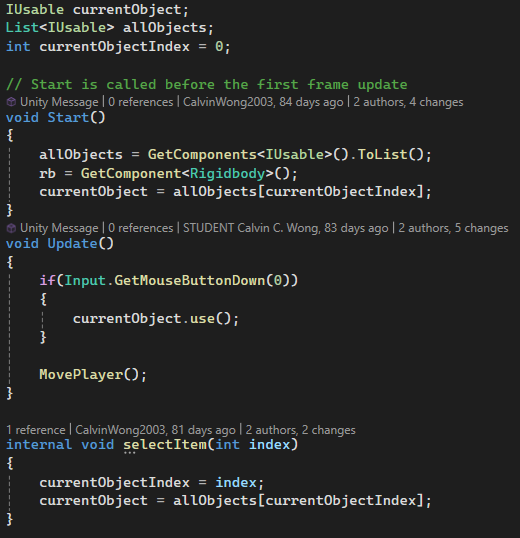 IUsable currentObject;
List<IUsable> allObjects;
int currentObjectIndex = 0;
// Start is called before the first frame update
Unity Message | 0 references | CalvinWong2003, 84 days ago | 2 authors, 4 changes
void Start()
{
allObjects = GetComponents<IUsable>().ToList();
rb = GetComponent<Rigidbody>();
currentObject = allObjects[currentObjectIndex];
}
Unity Message | 0 references | STUDENT Calvin C. Wong, 83 days ago | 2 authors, 5 changes
void Update()
{
if(Input.GetMouseButtonDown(0))
{
currentObject.use();
}
MovePlayer();
}
1 reference | CalvinWong2003, 81 days ago | 2 authors, 2 changes
internal void selectItem(int index)
{
currentObjectIndex = index;
currentObject = allObjects[currentObjectIndex];
}